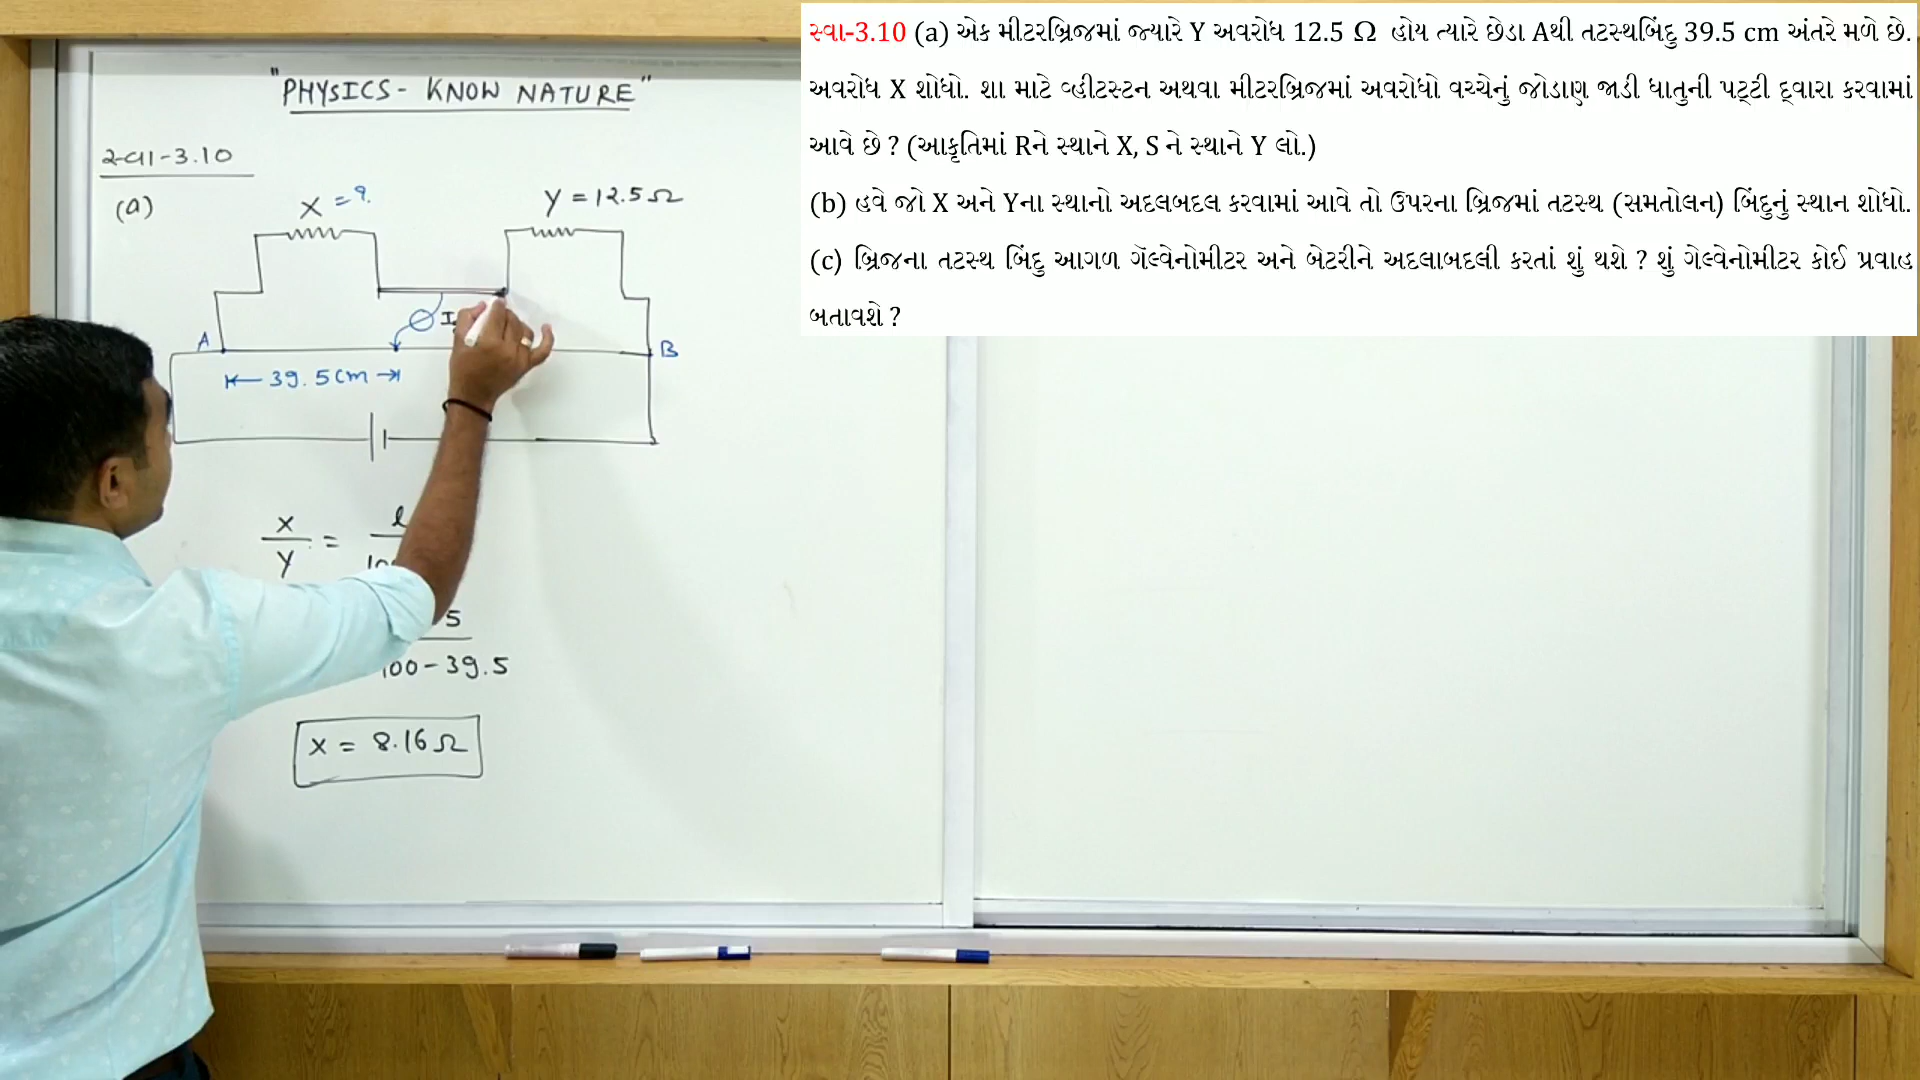 "PHYSICS - KNOW NATURE"
સ્વા-3.10
(a)
X = ?
Y = 12.5 Ω
A
B
39.5 cm
X
Y
=
l
5
100 - 39.5
X = 8.16 Ω
સ્વા-3.10 (a) એક મીટરબ્રિજમાં જ્યારે Y અવરોધ 12.5 Ω હોય ત્યારે છેડા Aથી તટસ્થબિંદુ 39.5 cm અંતરે મળે છે.
અવરોધ X શોધો. શા માટે વ્હીટસ્ટન અથવા મીટરબ્રિજમાં અવરોધો વચ્ચેનું જોડાણ જાડી ધાતુની પટ્ટી દ્વારા કરવામાં
આવે છે ? (આકૃતિમાં Rને સ્થાને X, S ને સ્થાને Y લો.)
(b) હવે જો X અને Yના સ્થાનો અદલબદલ કરવામાં આવે તો ઉપરના બ્રિજમાં તટસ્થ (સમતોલન) બિંદુનું સ્થાન શોધો.
(c) બ્રિજના તટસ્થ બિંદુ આગળ ગૅલ્વેનોમીટર અને બેટરીને અદલાબદલી કરતાં શું થશે ? શું ગેલ્વેનોમીટર કોઈ પ્રવાહ
બતાવશે ?